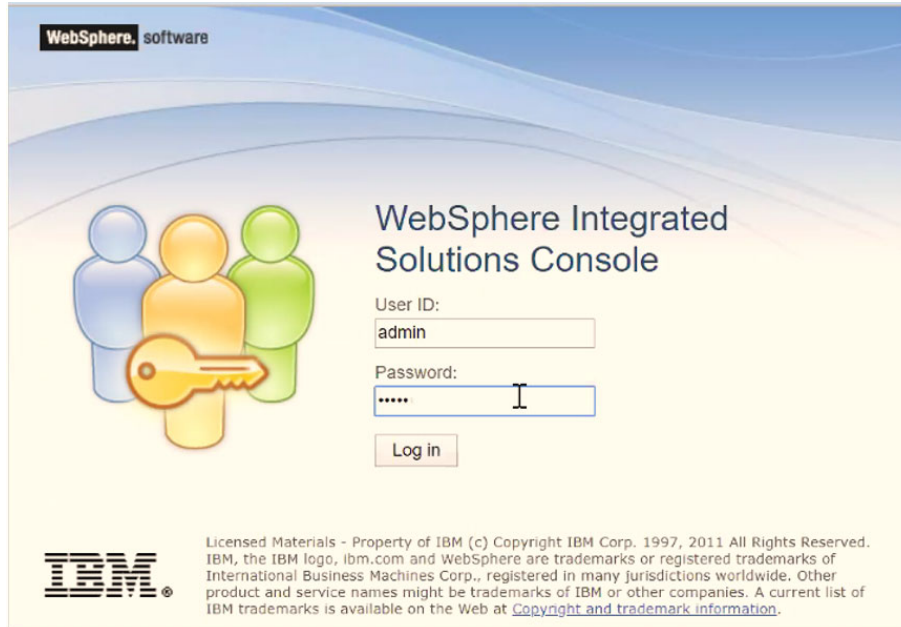 WebSphere. software
WebSphere Integrated
Solutions Console
User ID:
admin
Password:
•••••
Log in
IBM®
Licensed Materials - Property of IBM (c) Copyright IBM Corp. 1997, 2011 All Rights Reserved.
IBM, the IBM logo, ibm.com and WebSphere are trademarks or registered trademarks of
International Business Machines Corp., registered in many jurisdictions worldwide. Other
product and service names might be trademarks of IBM or other companies. A current list of
IBM trademarks is available on the Web at Copyright and trademark information.